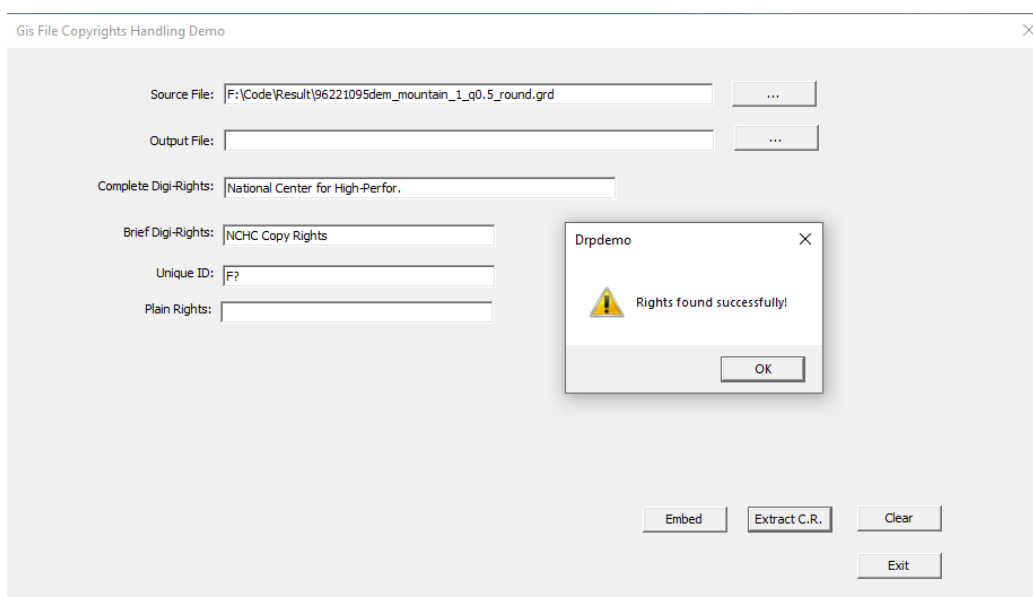 Gis File Copyrights Handling Demo
Source File: F:\Code\Result\96221095dem_mountain_1_q0.5_round.grd ...
Output File: ...
Complete Digi-Rights: National Center for High-Perfor.
Brief Digi-Rights: NCHC Copy Rights
Unique ID: F?
Plain Rights:
Drpdemo
Rights found successfully!
OK
Embed Extract C.R. Clear
Exit